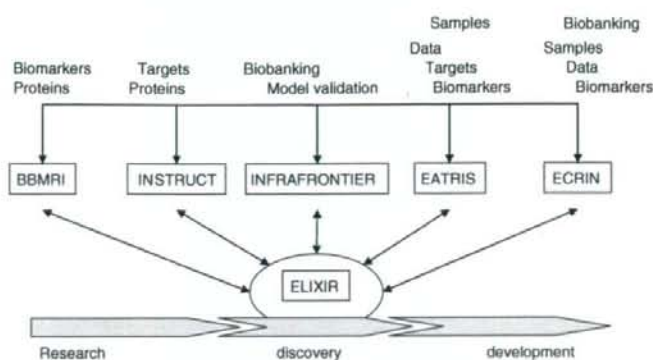 Samples
Biobanking
Data
Samples
Biomarkers
Targets
Biobanking
Targets
Data
Proteins
Proteins
Model validation
Biomarkers
Biomarkers
BBMRI
INSTRUCT
INFRAFRONTIER
EATRIS
ECRIN
ELIXIR
Research
discovery
development